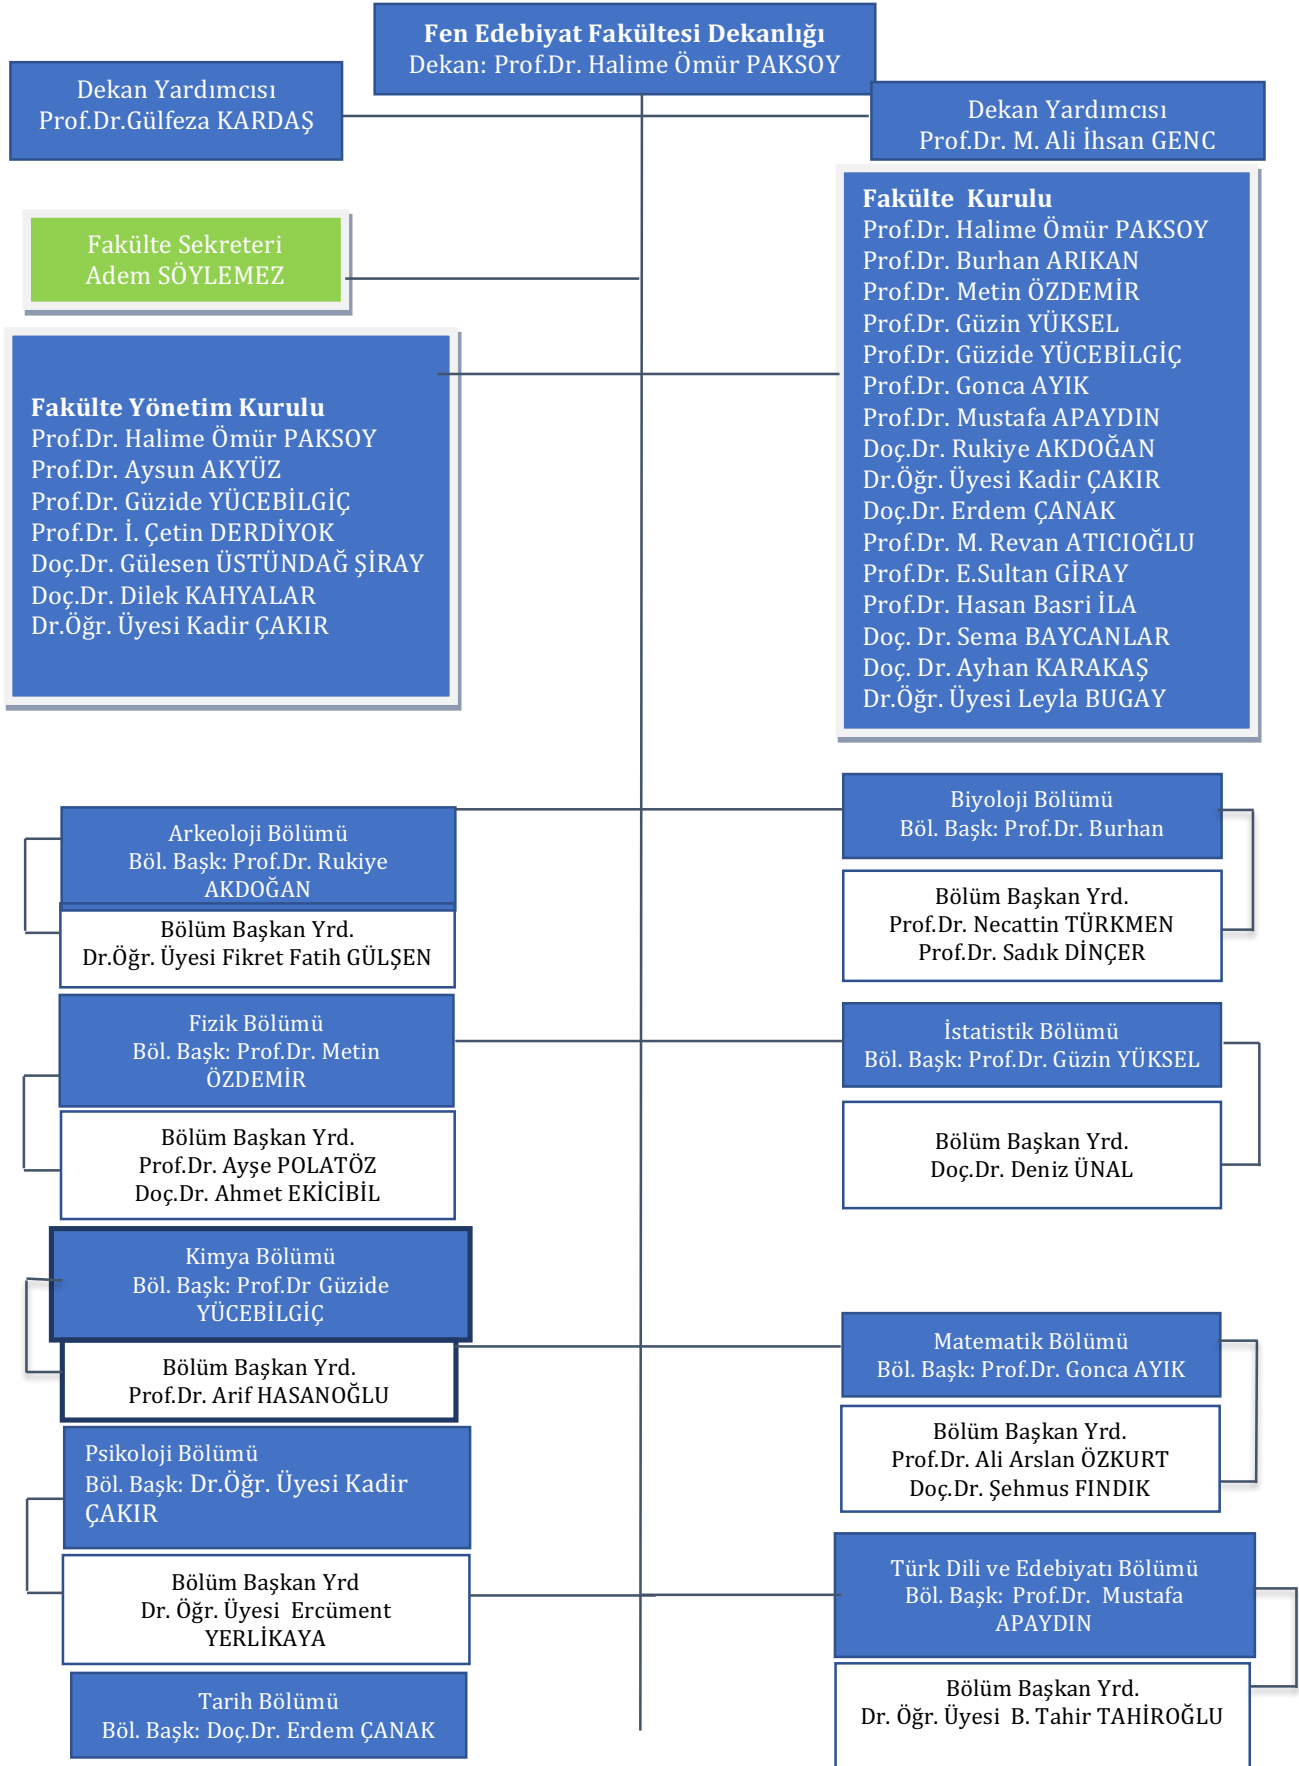 Fen Edebiyat Fakültesi Dekanlığı
Dekan: Prof.Dr. Halime Ömür PAKSOY
Dekan Yardımcısı
Prof.Dr.Gülfeza KARDAŞ
Dekan Yardımcısı
Prof.Dr. M. Ali İhsan GENC
Fakülte Sekreteri
Adem SÖYLEMEZ
Fakülte Kurulu
Prof.Dr. Halime Ömür PAKSOY
Prof.Dr. Burhan ARIKAN
Prof.Dr. Metin ÖZDEMİR
Prof.Dr. Güzin YÜKSEL
Prof.Dr. Güzide YÜCEBİLGİÇ
Prof.Dr. Gonca AYIK
Prof.Dr. Mustafa APAYDIN
Doç.Dr. Rukiye AKDOĞAN
Dr.Öğr. Üyesi Kadir ÇAKIR
Doç.Dr. Erdem ÇANAK
Prof.Dr. M. Revan ATICIOĞLU
Prof.Dr. E.Sultan GİRAY
Prof.Dr. Hasan Basri İLA
Doç. Dr. Sema BAYCANLAR
Doç. Dr. Ayhan KARAKAŞ
Dr.Öğr. Üyesi Leyla BUGAY
Fakülte Yönetim Kurulu
Prof.Dr. Halime Ömür PAKSOY
Prof.Dr. Aysun AKYÜZ
Prof.Dr. Güzide YÜCEBİLGİÇ
Prof.Dr. İ. Çetin DERDİYOK
Doç.Dr. Gülesen ÜSTÜNDAĞ ŞİRAY
Doç.Dr. Dilek KAHYALAR
Dr.Öğr. Üyesi Kadir ÇAKIR
Arkeoloji Bölümü
Böl. Başk: Prof.Dr. Rukiye
AKDOĞAN
Bölüm Başkan Yrd.
Dr.Öğr. Üyesi Fikret Fatih GÜLŞEN
Biyoloji Bölümü
Böl. Başk: Prof.Dr. Burhan
Bölüm Başkan Yrd.
Prof.Dr. Necattin TÜRKMEN
Prof.Dr. Sadık DİNÇER
Fizik Bölümü
Böl. Başk: Prof.Dr. Metin
ÖZDEMİR
Bölüm Başkan Yrd.
Prof.Dr. Ayşe POLATÖZ
Doç.Dr. Ahmet EKİCİBİL
İstatistik Bölümü
Böl. Başk: Prof.Dr. Güzin YÜKSEL
Bölüm Başkan Yrd.
Doç.Dr. Deniz ÜNAL
Kimya Bölümü
Böl. Başk: Prof.Dr Güzide
YÜCEBİLGİÇ
Bölüm Başkan Yrd.
Prof.Dr. Arif HASANOĞLU
Matematik Bölümü
Böl. Başk: Prof.Dr. Gonca AYIK
Bölüm Başkan Yrd.
Prof.Dr. Ali Arslan ÖZKURT
Doç.Dr. Şehmus FINDIK
Psikoloji Bölümü
Böl. Başk: Dr.Öğr. Üyesi Kadir
ÇAKIR
Bölüm Başkan Yrd
Dr. Öğr. Üyesi Ercüment
YERLİKAYA
Türk Dili ve Edebiyatı Bölümü
Böl. Başk: Prof.Dr. Mustafa
APAYDIN
Bölüm Başkan Yrd.
Dr. Öğr. Üyesi B. Tahir TAHİROĞLU
Tarih Bölümü
Böl. Başk: Doç.Dr. Erdem ÇANAK